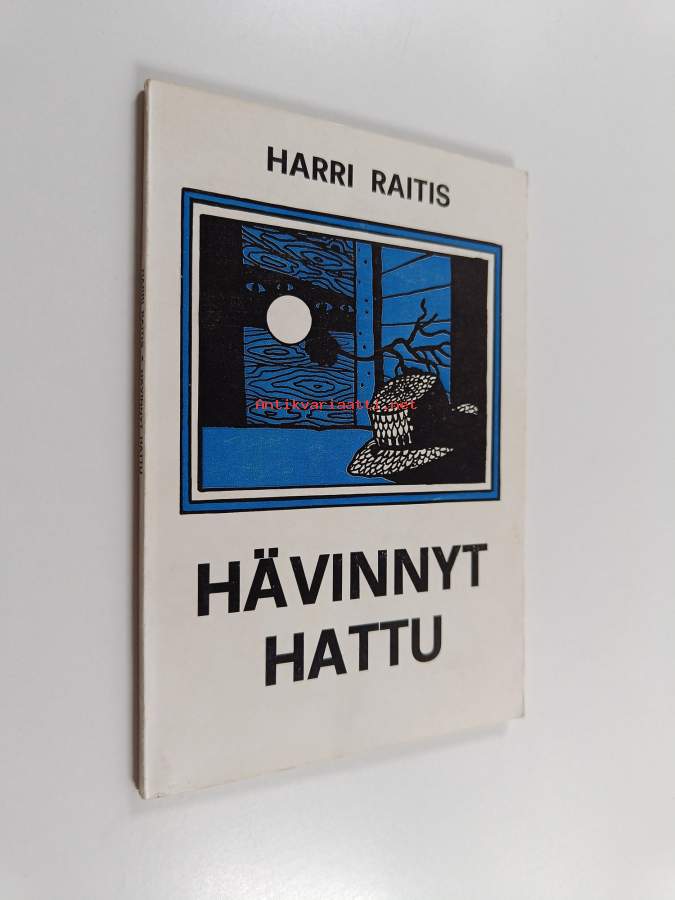 HARRI RAITIS
Antikvariaatti.net
HÄVINNYT
HATTU